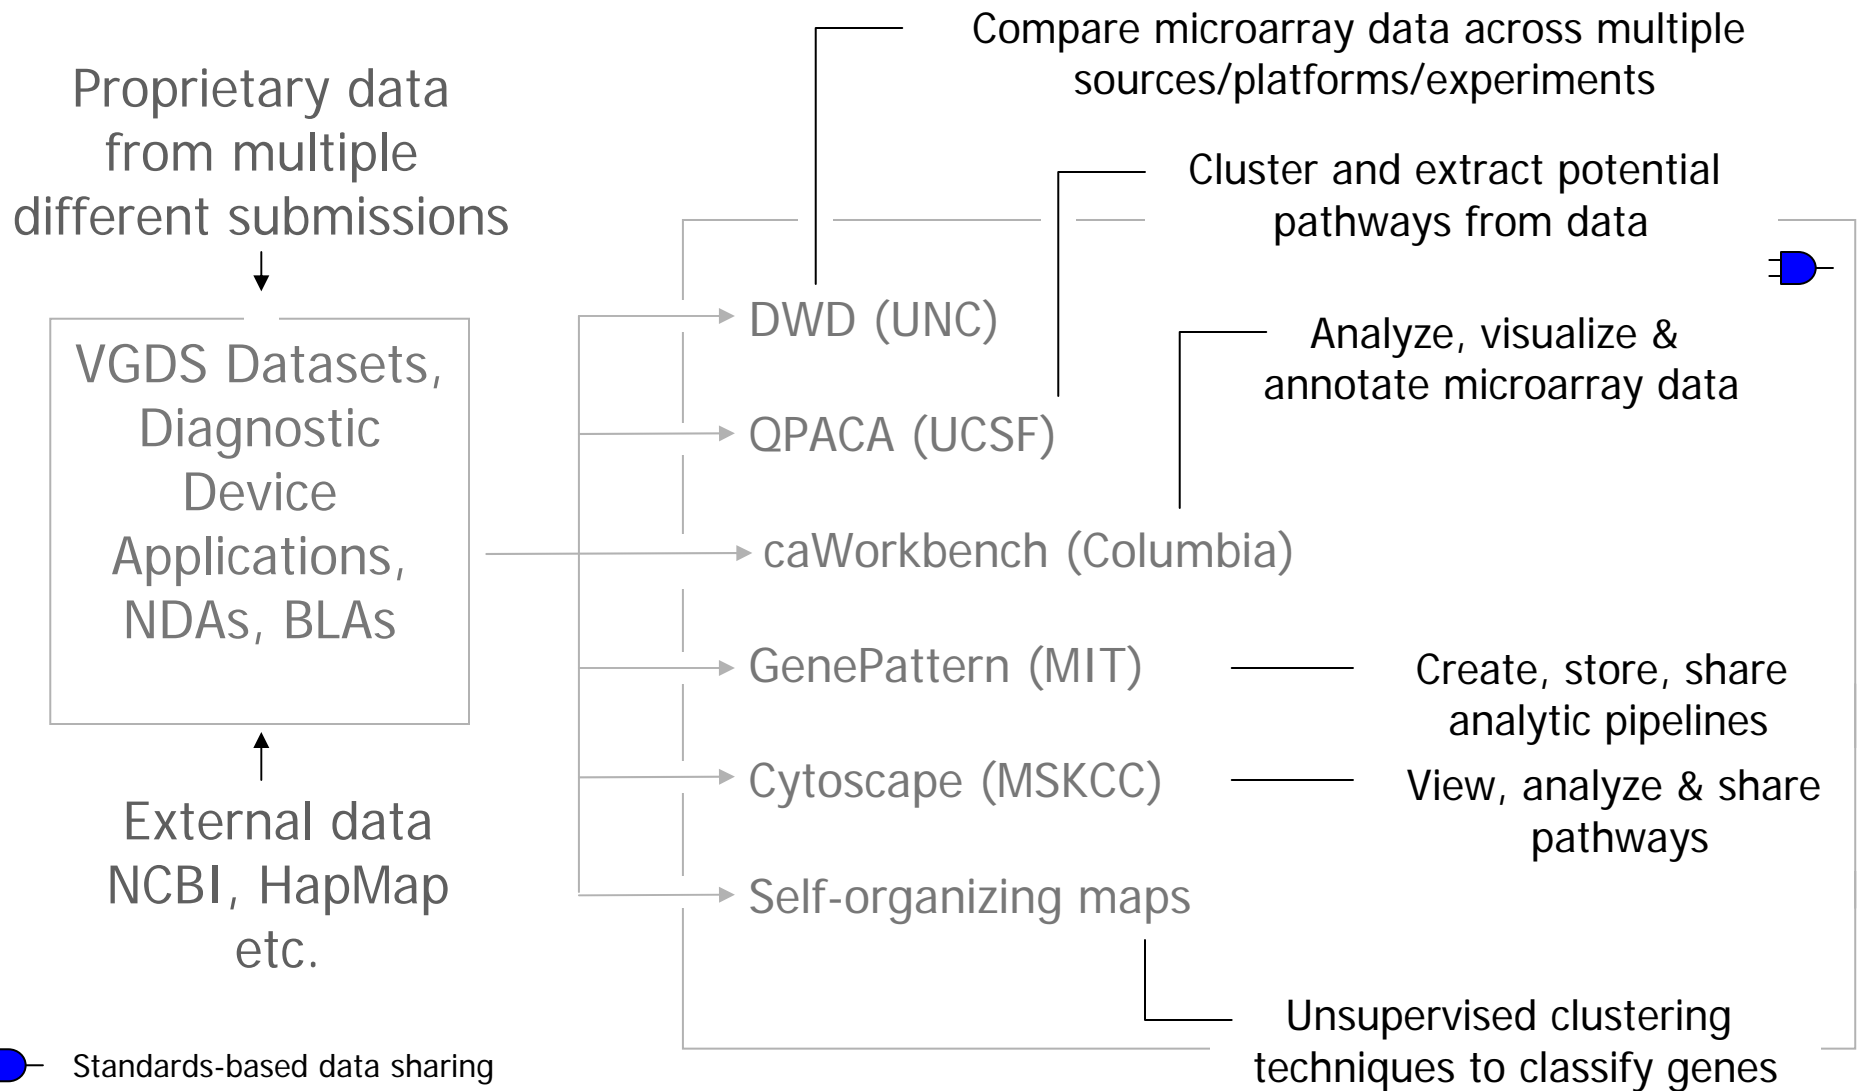 Compare microarray data across multiple
sources/platforms/experiments
Proprietary data
from multiple
different submissions
Cluster and extract potential
pathways from data
VGDS Datasets,
Diagnostic
Device
Applications,
NDAs, BLAs
DWD (UNC)
Analyze, visualize &
annotate microarray data
QPACA (UCSF)
caWorkbench (Columbia)
GenePattern (MIT)
Create, store, share
analytic pipelines
Cytoscape (MSKCC)
View, analyze & share
pathways
External data
NCBI, HapMap
etc.
Self-organizing maps
Unsupervised clustering
techniques to classify genes
Standards-based data sharing